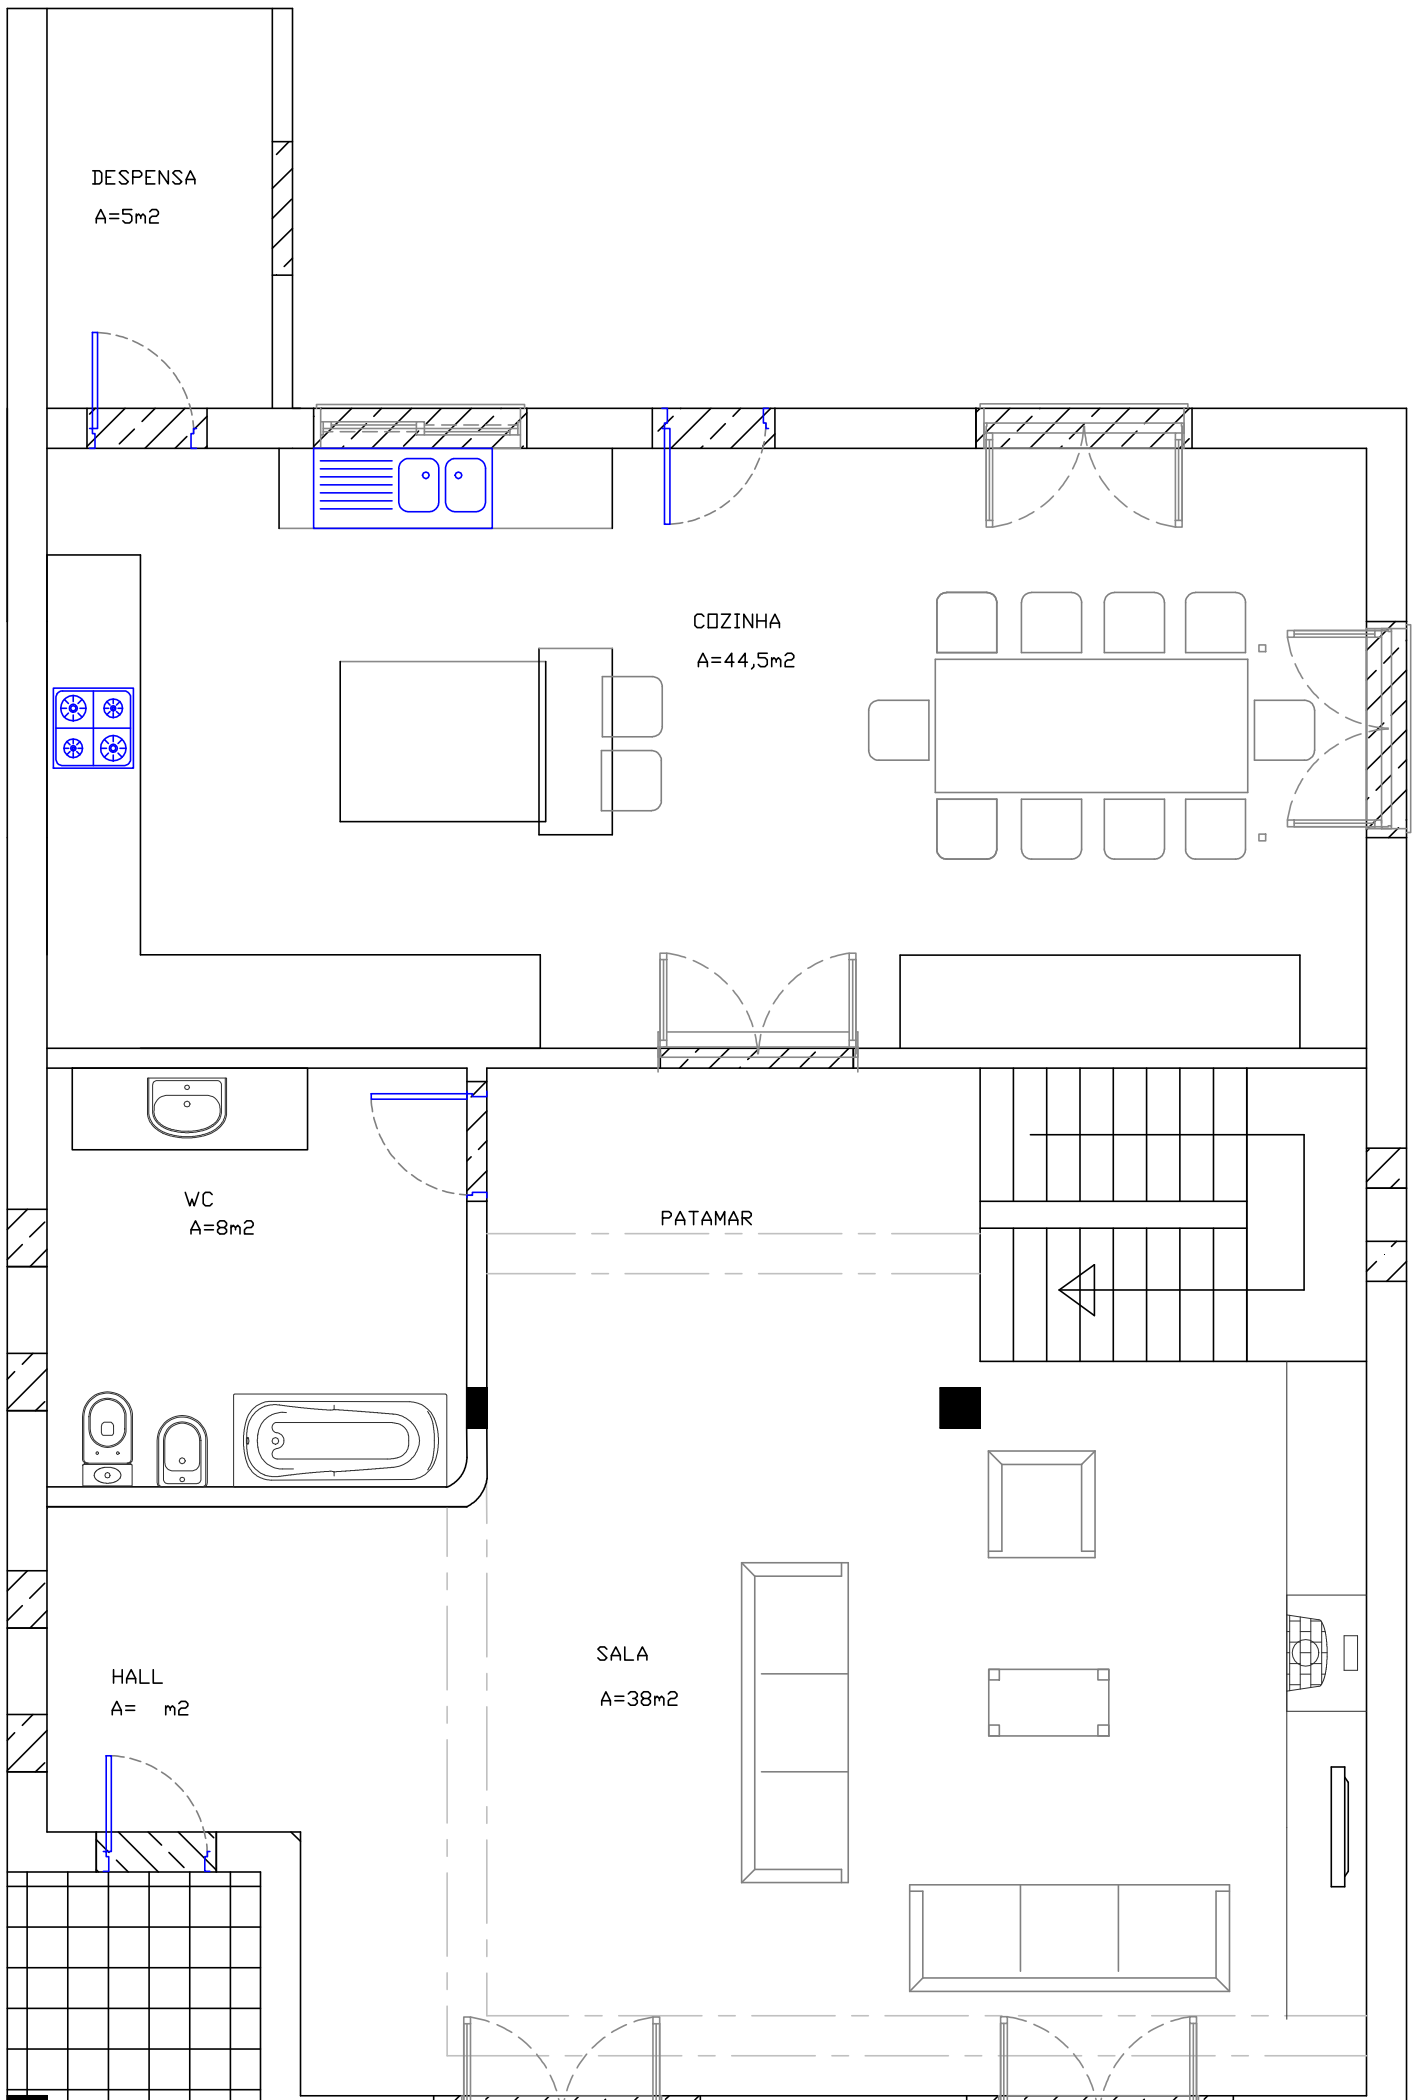 DESPENSA
A=5m2
COZINHA
A=44,5m2
WC
A=8m2
PATAMAR
SALA
A=38m2
HALL
A= m2